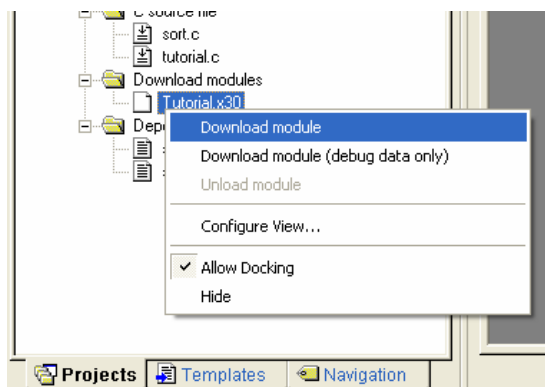 C source file
sort.c
tutorial.c
Download modules
Tutorial.x30
Dep
Download module
Download module (debug data only)
Unload module
Configure View...
Allow Docking
Hide
Projects
Templates
Navigation